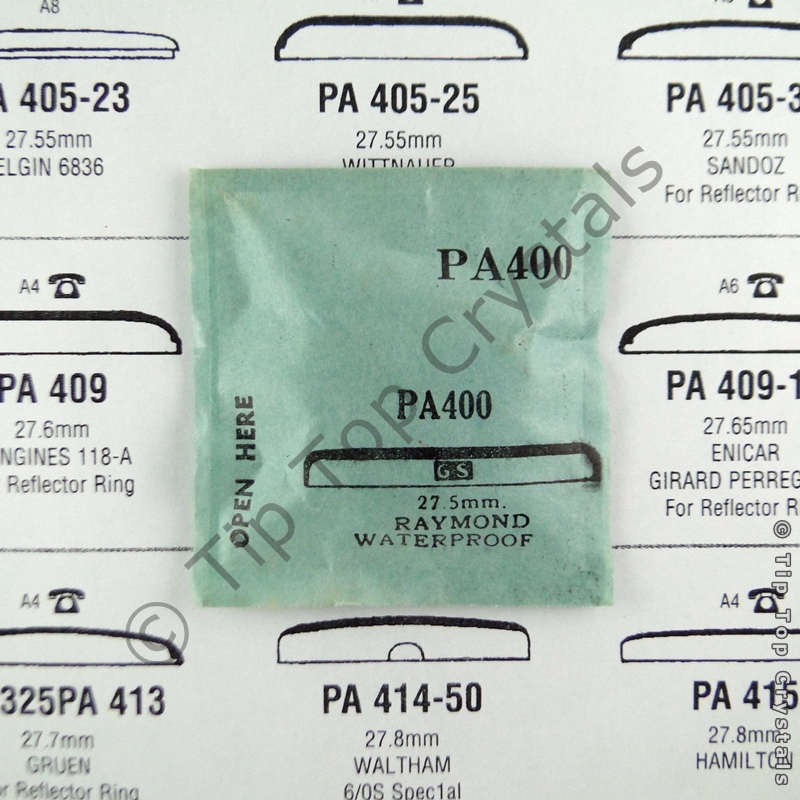 A8
A 405-23
27.55mm
ELGIN 6836
PA 405-25
27.55mm
WITTNAUER
PA 405-3
27.55mm
SANDOZ
For Reflector R
A4
PA 409
27.6mm
NGINES 118-A
r Reflector Ring
PA400
PA400
GS
27.5mm.
RAYMOND
WATERPROOF
OPEN HERE
A6
PA 409-1
27.65mm
ENICAR
GIRARD PERREG
For Reflector R
A4
325PA 413
27.7mm
GRUEN
or Reflector Ring
PA 414-50
27.8mm
WALTHAM
6/0S Spec1al
A4
PA 415
27.8mm
HAMILTO
© Tip Top Crystals
© Tip Top Crystals